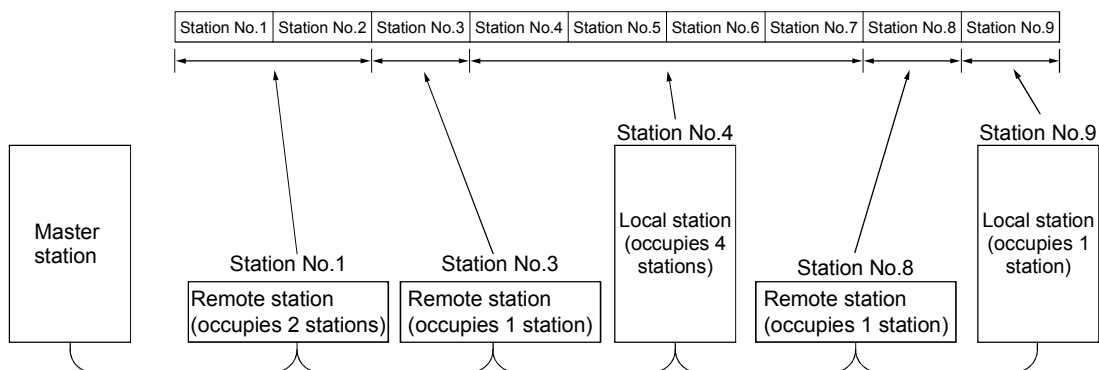 Station No.1 Station No.2 Station No.3 Station No.4 Station No.5 Station No.6 Station No.7 Station No.8 Station No.9
Master
station
Station No.1
Remote station
(occupies 2 stations)
Station No.3
Remote station
(occupies 1 station)
Station No.4
Local station
(occupies 4
stations)
Station No.8
Remote station
(occupies 1 station)
Station No.9
Local station
(occupies 1
station)